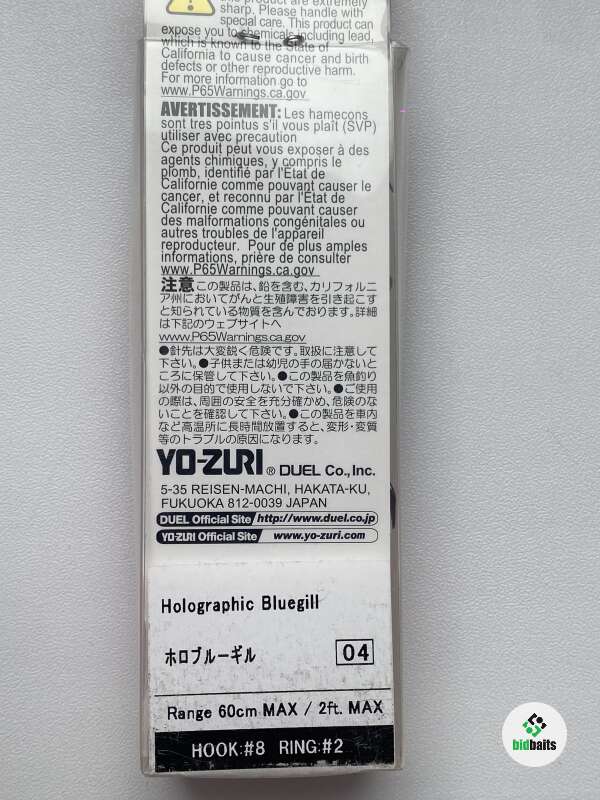 the product are extremely
sharp. Please handle with
special care. This product can
expose you to chemicals including lead,
which is known to the State of
California to cause cancer and birth
defects or other reproductive harm.
For more information go to
www.P65Warnings.ca.gov
AVERTISSEMENT: Les hamecons
sont tres pointus s'il vous plaît (SVP)
utiliser avec precaution
Ce produit peut vous exposer à des
agents chimiques, y compris le
plomb, identifié par l'État de
Californie comme pouvant causer le
cancer, et reconnu par l'État de
Californie comme pouvant causer
des malformations congénitales ou
autres troubles de l'appareil
reproducteur. Pour de plus amples
informations, prière de consulter
www.P65Warnings.ca.gov
注意 この製品は、鉛を含む、カリフォルニ
ア州においてがんと生殖障害を引き起こす
と知られている物質を含んでおります。詳細
は下記のウェブサイトへ
www.P65Warnings.ca.gov
●針先は大変鋭く危険です。取扱に注意して
下さい。●子供または幼児の手の届かないと
ころに保管して下さい。●この製品を魚釣り
以外の目的で使用しないで下さい。●ご使用
の際は、周囲の安全を充分確かめ、危険のな
いことを確認して下さい。●この製品を車内
など高温所に長時間放置すると、変形・変質
等のトラブルの原因になります。
YO-ZURI ® DUEL Co., Inc.
5-35 REISEN-MACHI, HAKATA-KU,
FUKUOKA 812-0039 JAPAN
DUEL Official Site http://www.duel.co.jp
YO-ZURI Official Site www.yo-zuri.com
Holographic Bluegill
ホロブルーギル 04
Range 60cm MAX / 2ft. MAX
HOOK:#8 RING:#2
bidbaits